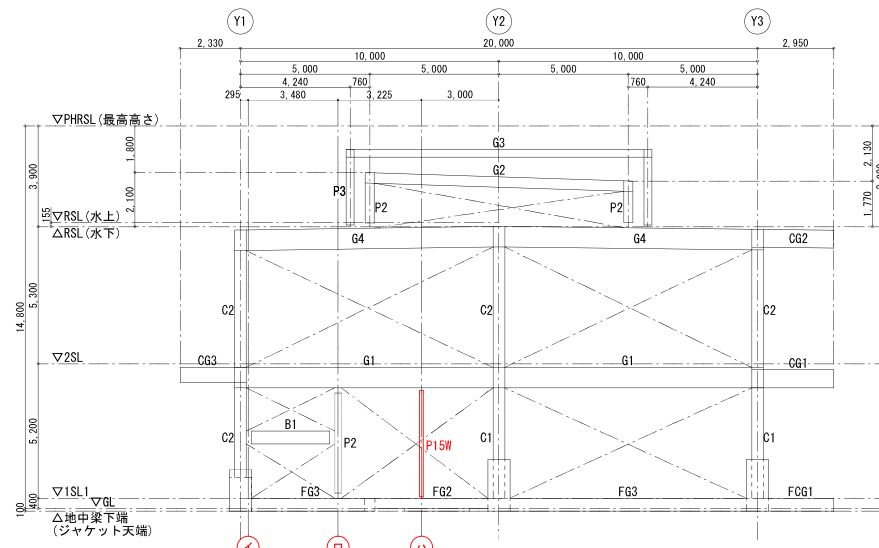 Y1 Y2 Y3
2,330 20,000 2,950
10,000 10,000
5,000 5,000 5,000 5,000
4,240 760 760 4,240
295 3,480 3,225 3,000
▽PHRSL(最高高さ)
G3
1,800
2,130
3,900
G2
P3
P2 P2
2,100
1,770
155
▽RSL(水上)
△RSL(水下)
G4 G4 CG2
5,300
14,800
C2 C2 C2
▽2SL
CG3 G1 G1 CG1
5,200
B1
C2 P2 P15W C1 C1
▽1SL1
FG3 FG2 FG3 FCG1
400
100
▽GL
△地中梁下端
(ジャケット天端)